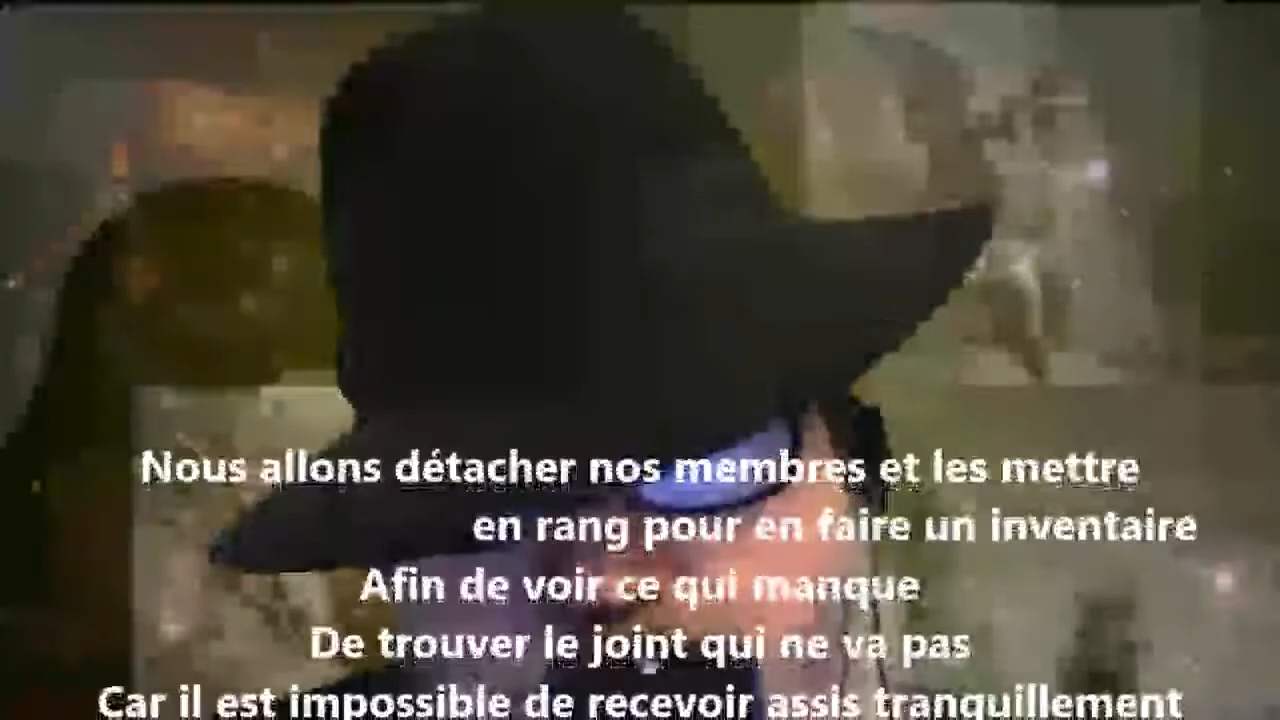 Nous allons détacher nos membres et les mettre
en rang pour en faire un inventaire
Afin de voir ce qui manque
De trouver le joint qui ne va pas
Car il est impossible de recevoir assis tranquillement